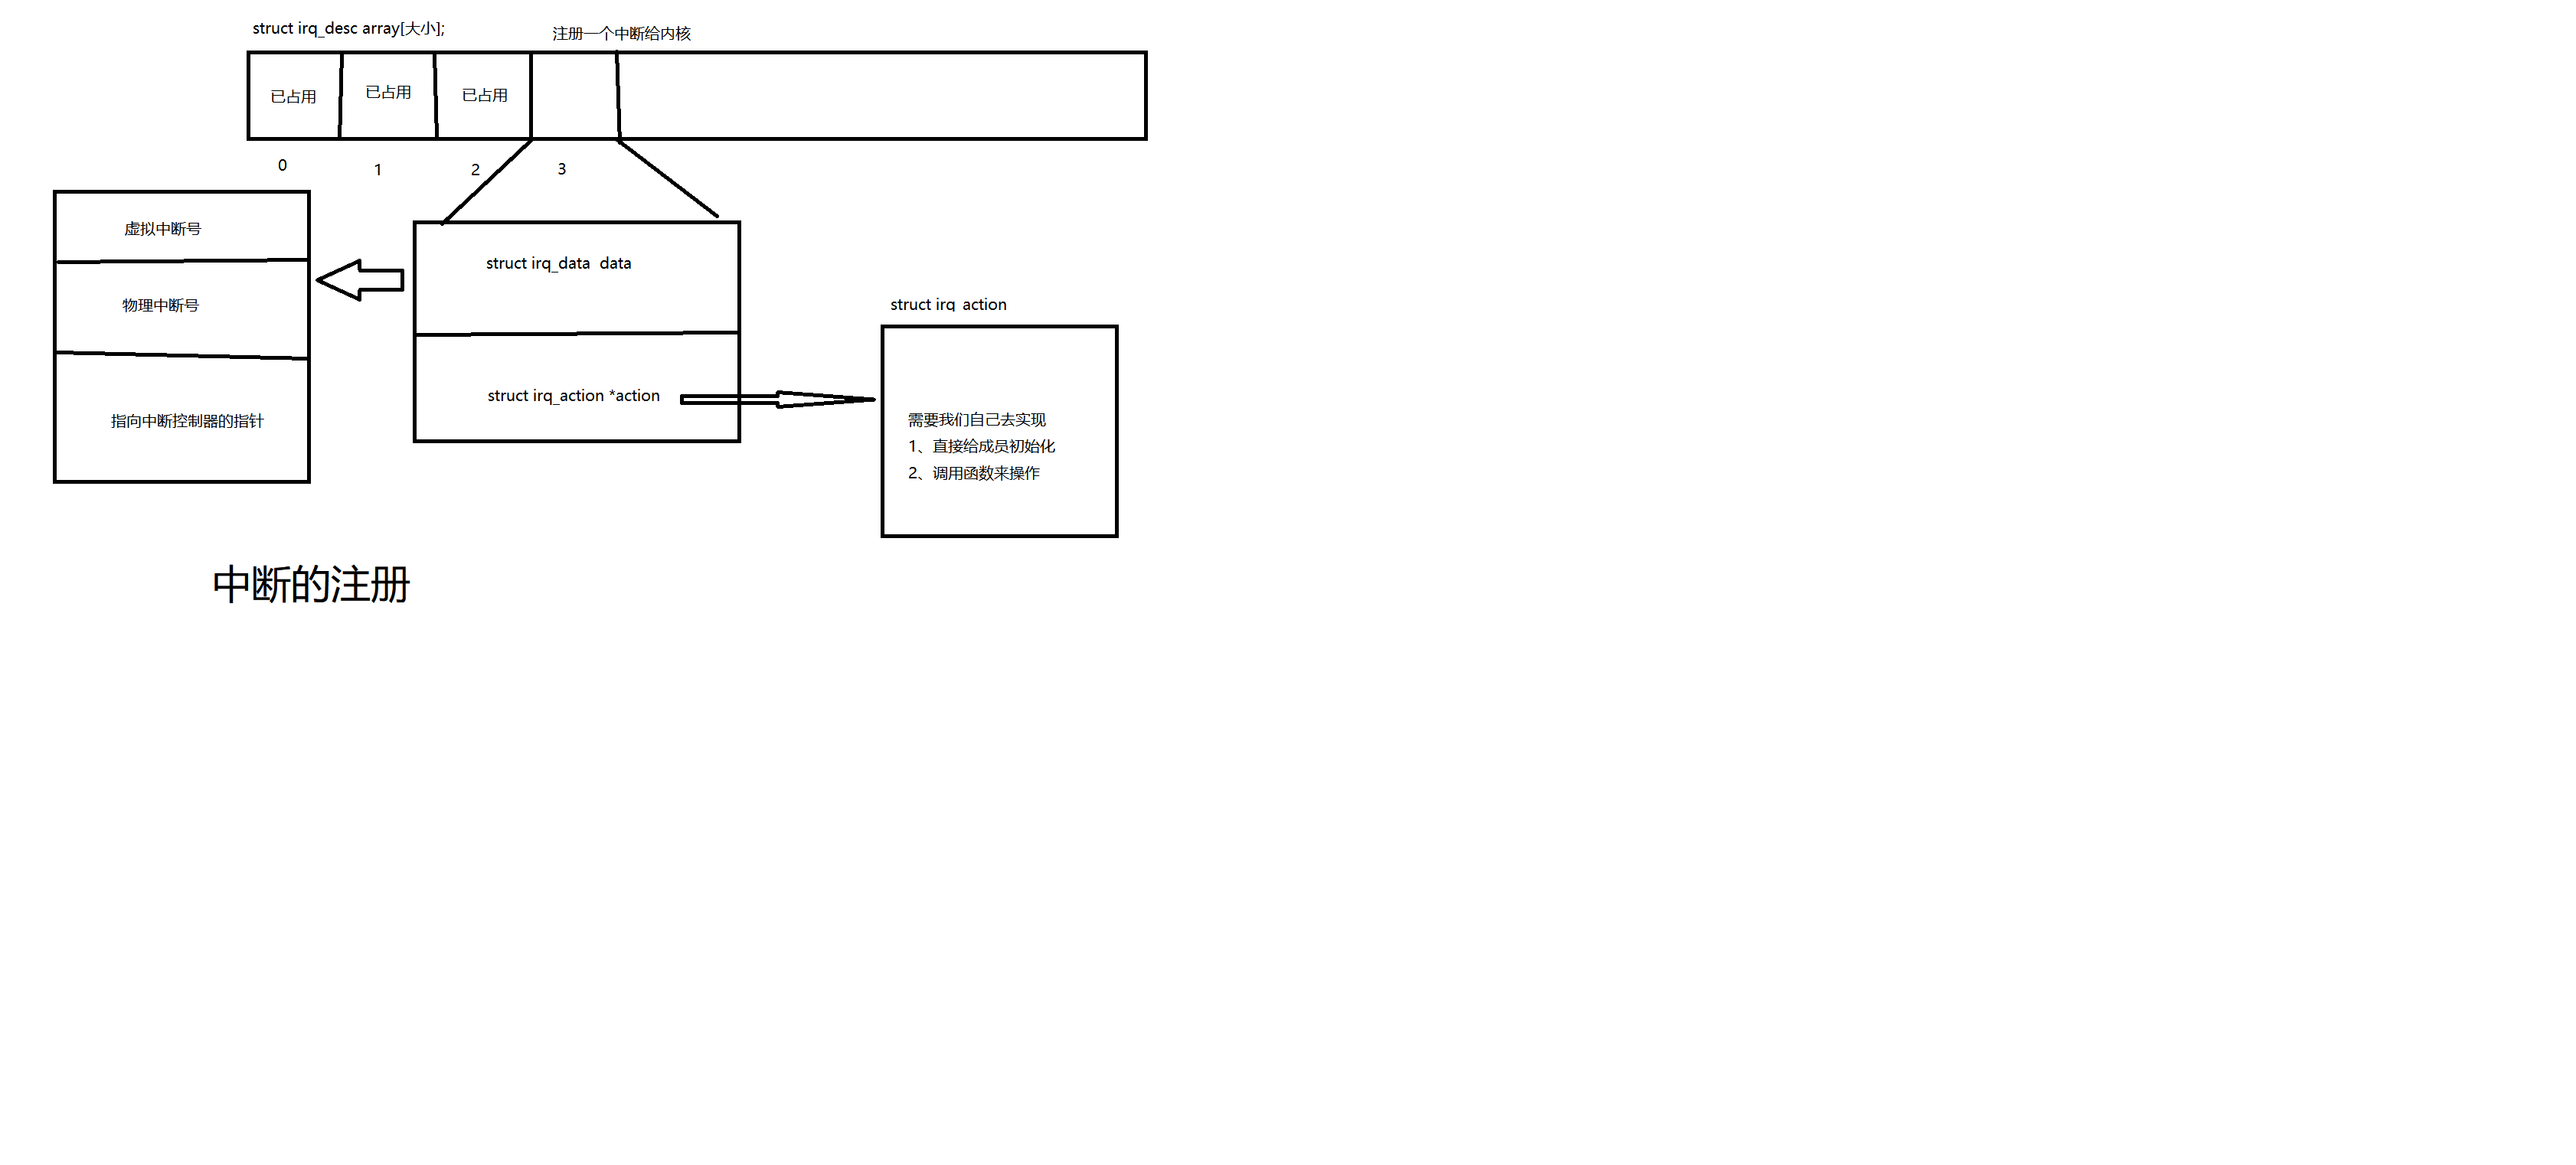 struct irq_desc array[大小];
注册一个中断给内核
已占用
已占用
已占用
0
1
2
3
虚拟中断号
物理中断号
指向中断控制器的指针
struct irq_data  data
struct irq_action *action
struct irq_action
需要我们自己去实现
1、直接给成员初始化
2、调用函数来操作
中断的注册